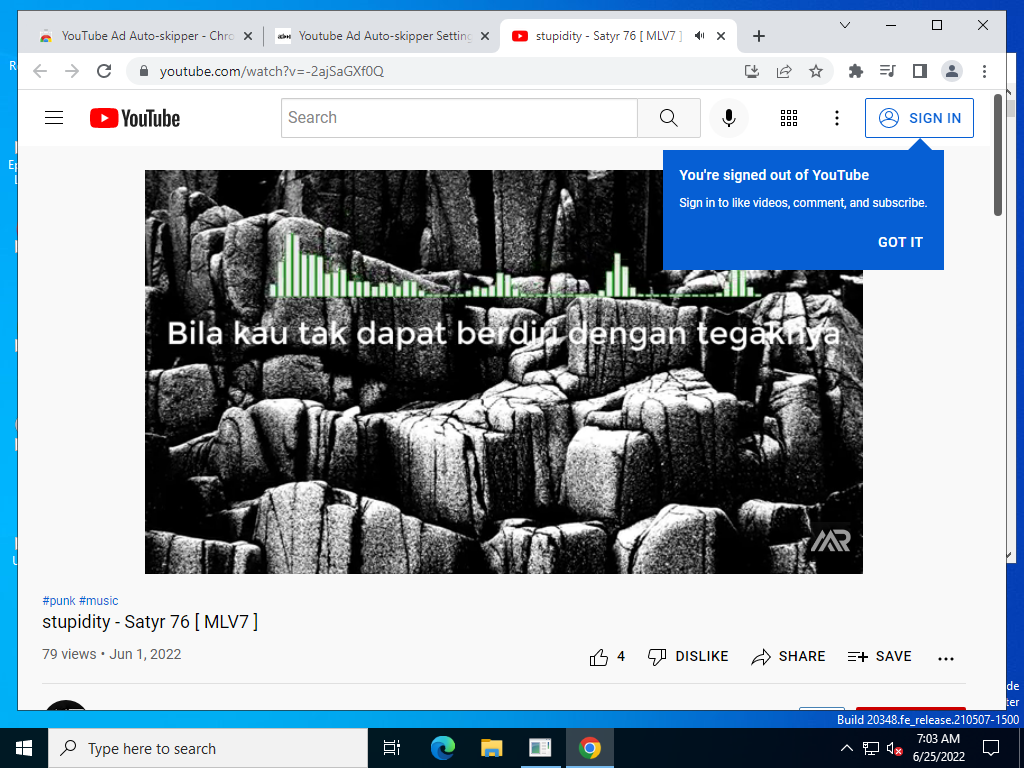 YouTube Ad Auto-skipper - Chro
Youtube Ad Auto-skipper Setting
stupidity - Satyr 76 [ MLV7 ]
youtube.com/watch?v=-2ajSaGXf0Q
YouTube
Search
SIGN IN
You're signed out of YouTube
Sign in to like videos, comment, and subscribe.
GOT IT
Bila kau tak dapat berdiri dengan tegaknya
MR
#punk #music
stupidity - Satyr 76 [ MLV7 ]
79 views • Jun 1, 2022
4
DISLIKE
SHARE
SAVE
Build 20348.fe_release.210507-1500
Type here to search
7:03 AM
6/25/2022